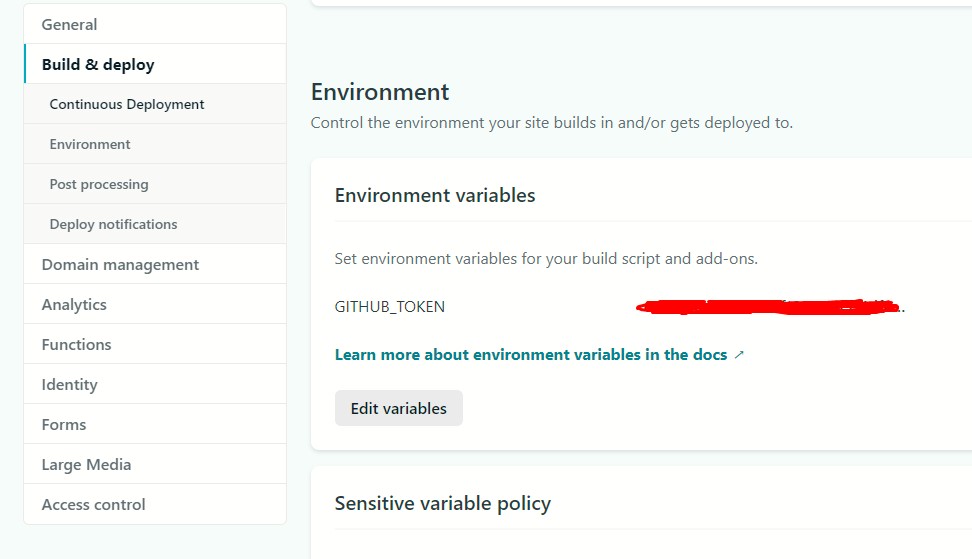 General
Build & deploy
Continuous Deployment
Environment
Post processing
Deploy notifications
Domain management
Analytics
Functions
Identity
Forms
Large Media
Access control
Environment
Control the environment your site builds in and/or gets deployed to.
Environment variables
Set environment variables for your build script and add-ons.
GITHUB_TOKEN
Learn more about environment variables in the docs ↗
Edit variables
Sensitive variable policy